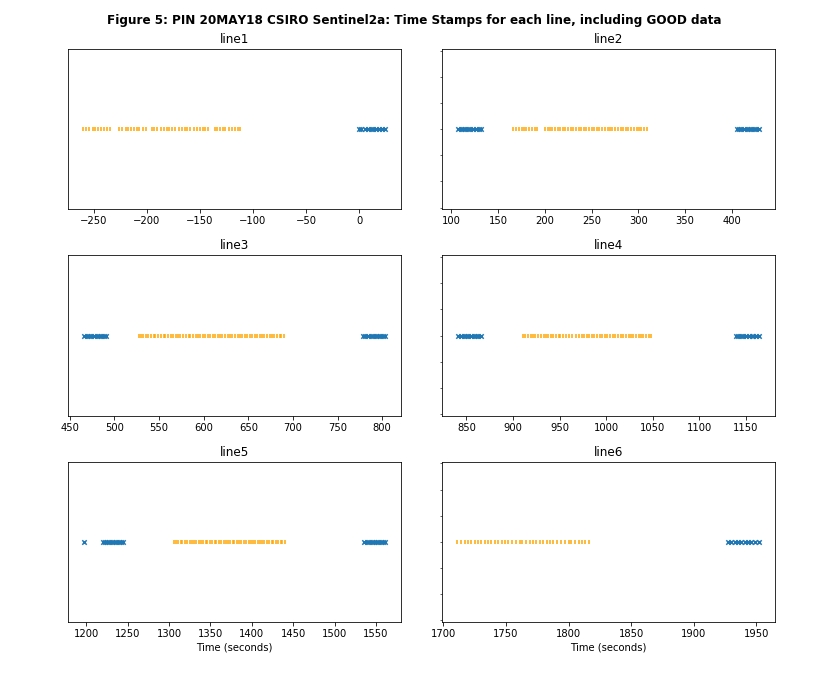 Figure 5: PIN 20MAY18 CSIRO Sentinel2a: Time Stamps for each line, including GOOD data
line1
−250 −200 −150 −100 −50 0
line2
100 150 200 250 300 350 400
line3
450 500 550 600 650 700 750 800
line4
850 900 950 1000 1050 1100 1150
line5
1200 1250 1300 1350 1400 1450 1500 1550
Time (seconds)
line6
1700 1750 1800 1850 1900 1950
Time (seconds)